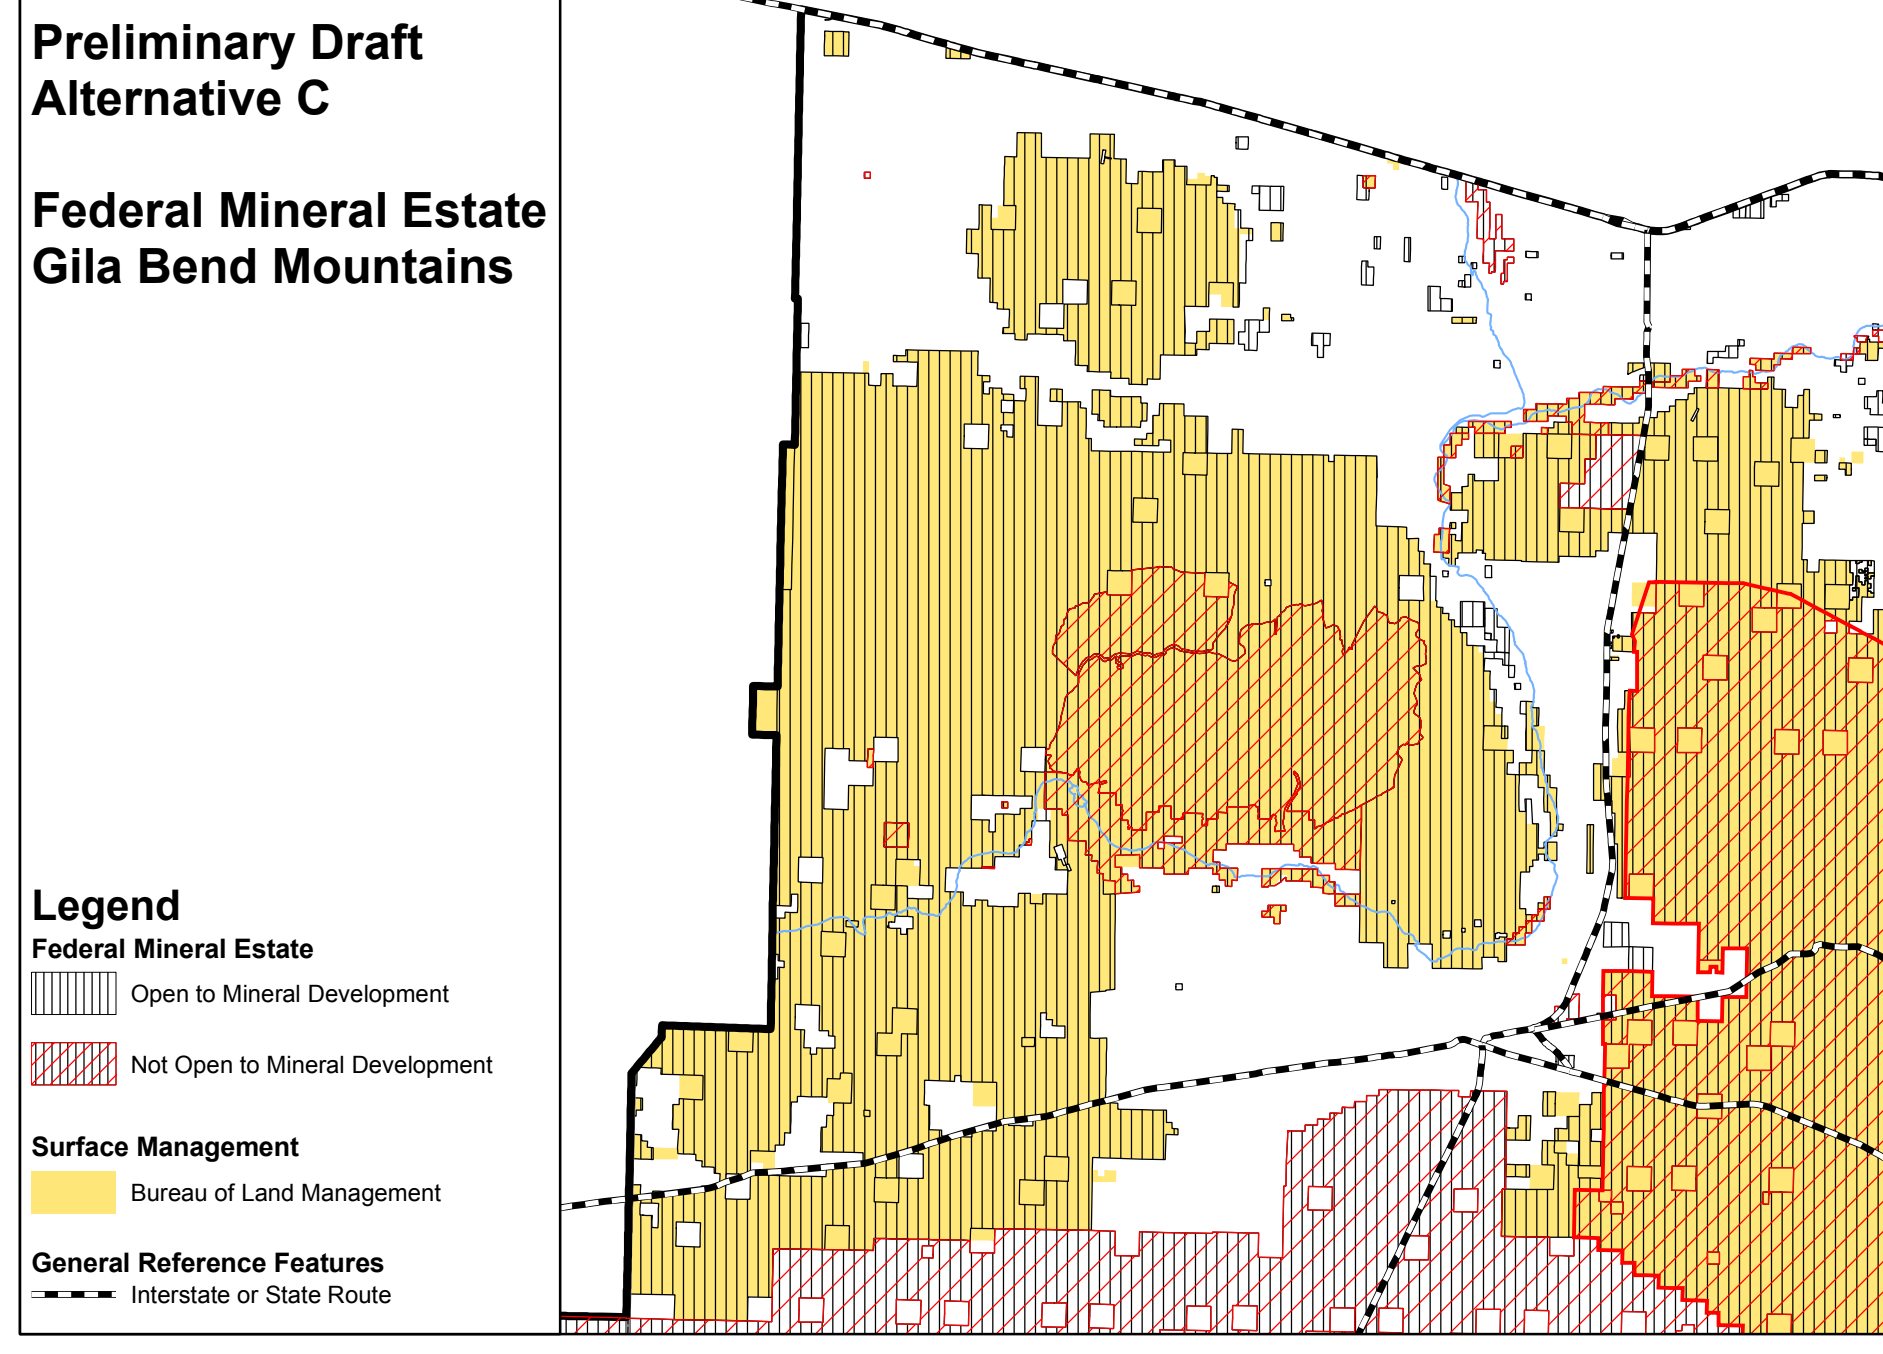 Preliminary Draft
Alternative C
Federal Mineral Estate
Gila Bend Mountains
Legend
Federal Mineral Estate
Open to Mineral Development
Not Open to Mineral Development
Surface Management
Bureau of Land Management
General Reference Features
Interstate or State Route